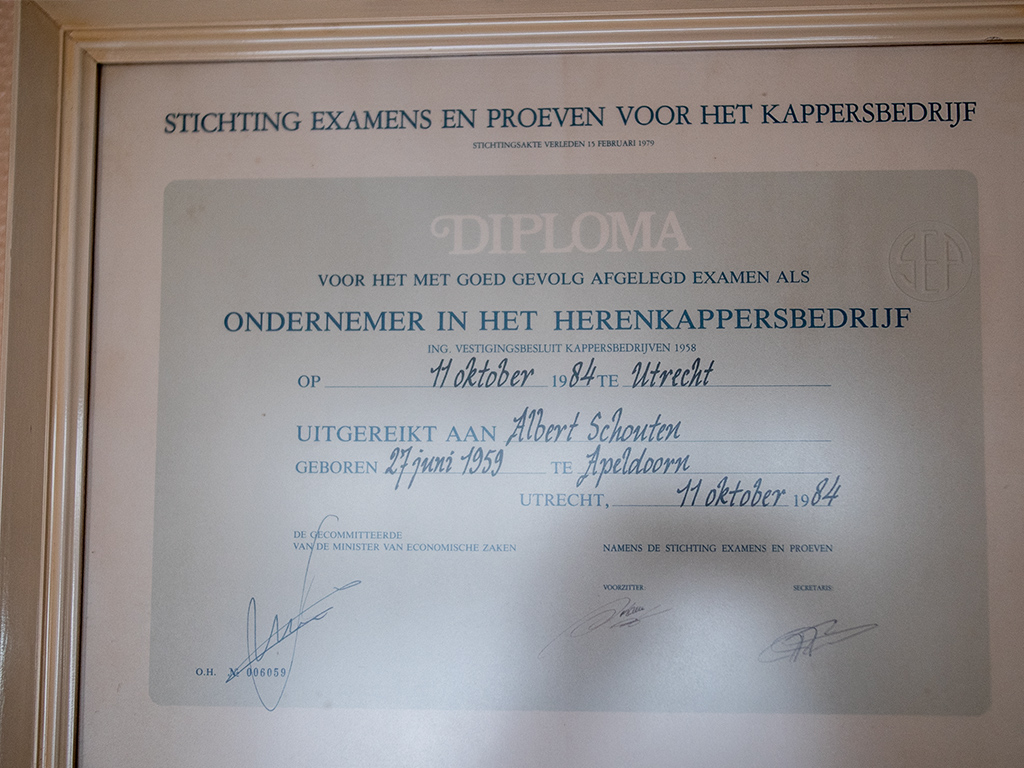 STICHTING EXAMENS EN PROEVEN VOOR HET KAPPERSBEDRIJF
STICHTINGSAKTE VERLEDEN 15 FEBRUARI 1979
DIPLOMA
SEP
VOOR HET MET GOED GEVOLG AFGELEGD EXAMEN ALS
ONDERNEMER IN HET HERENKAPPERSBEDRIJF
ING. VESTIGINGSBESLUIT KAPPERSBEDRIJVEN 1958
OP 11 oktober 1984 TE Utrecht
UITGEREIKT AAN Albert Schouten
GEBOREN 27 juni 1959 TE Apeldoorn
UTRECHT, 11 oktober 1984
DE GECOMMITTEERDE
VAN DE MINISTER VAN ECONOMISCHE ZAKEN
NAMENS DE STICHTING EXAMENS EN PROEVEN
VOORZITTER:
SECRETARIS:
O.H. № 006059